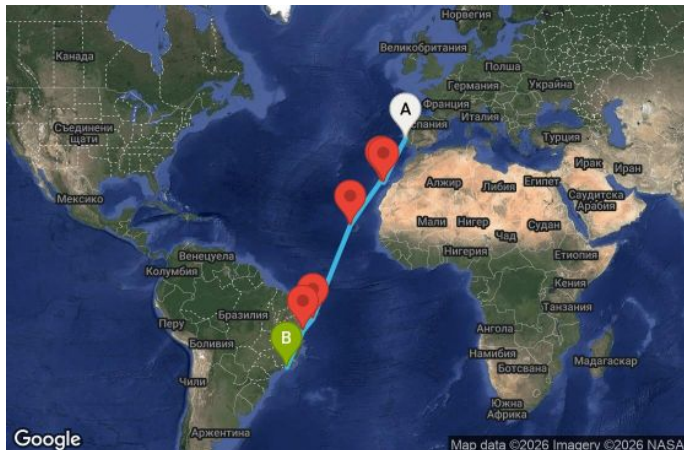 Норвегия
Канада
Великобритания
Полша
Германия
Украйна
A
Франция
Съединени
щати
спания
Италия
Турция
Ирак
Иран
Мексико
Алжир
Либия
Египет
Саудитска
Арабия
Мали
Нигер
Судан
Чад
Венецуела
Нигерия
Етиопия
Колумбия
Кения
Бразилия
Танзания
Перу
B
Ангола
Боливия
Намибия
Ботсвана
Мадагаскар
Чили
Южна
Африка
Аржентина
Google
Map data ©2026 Imagery ©2026 NASA